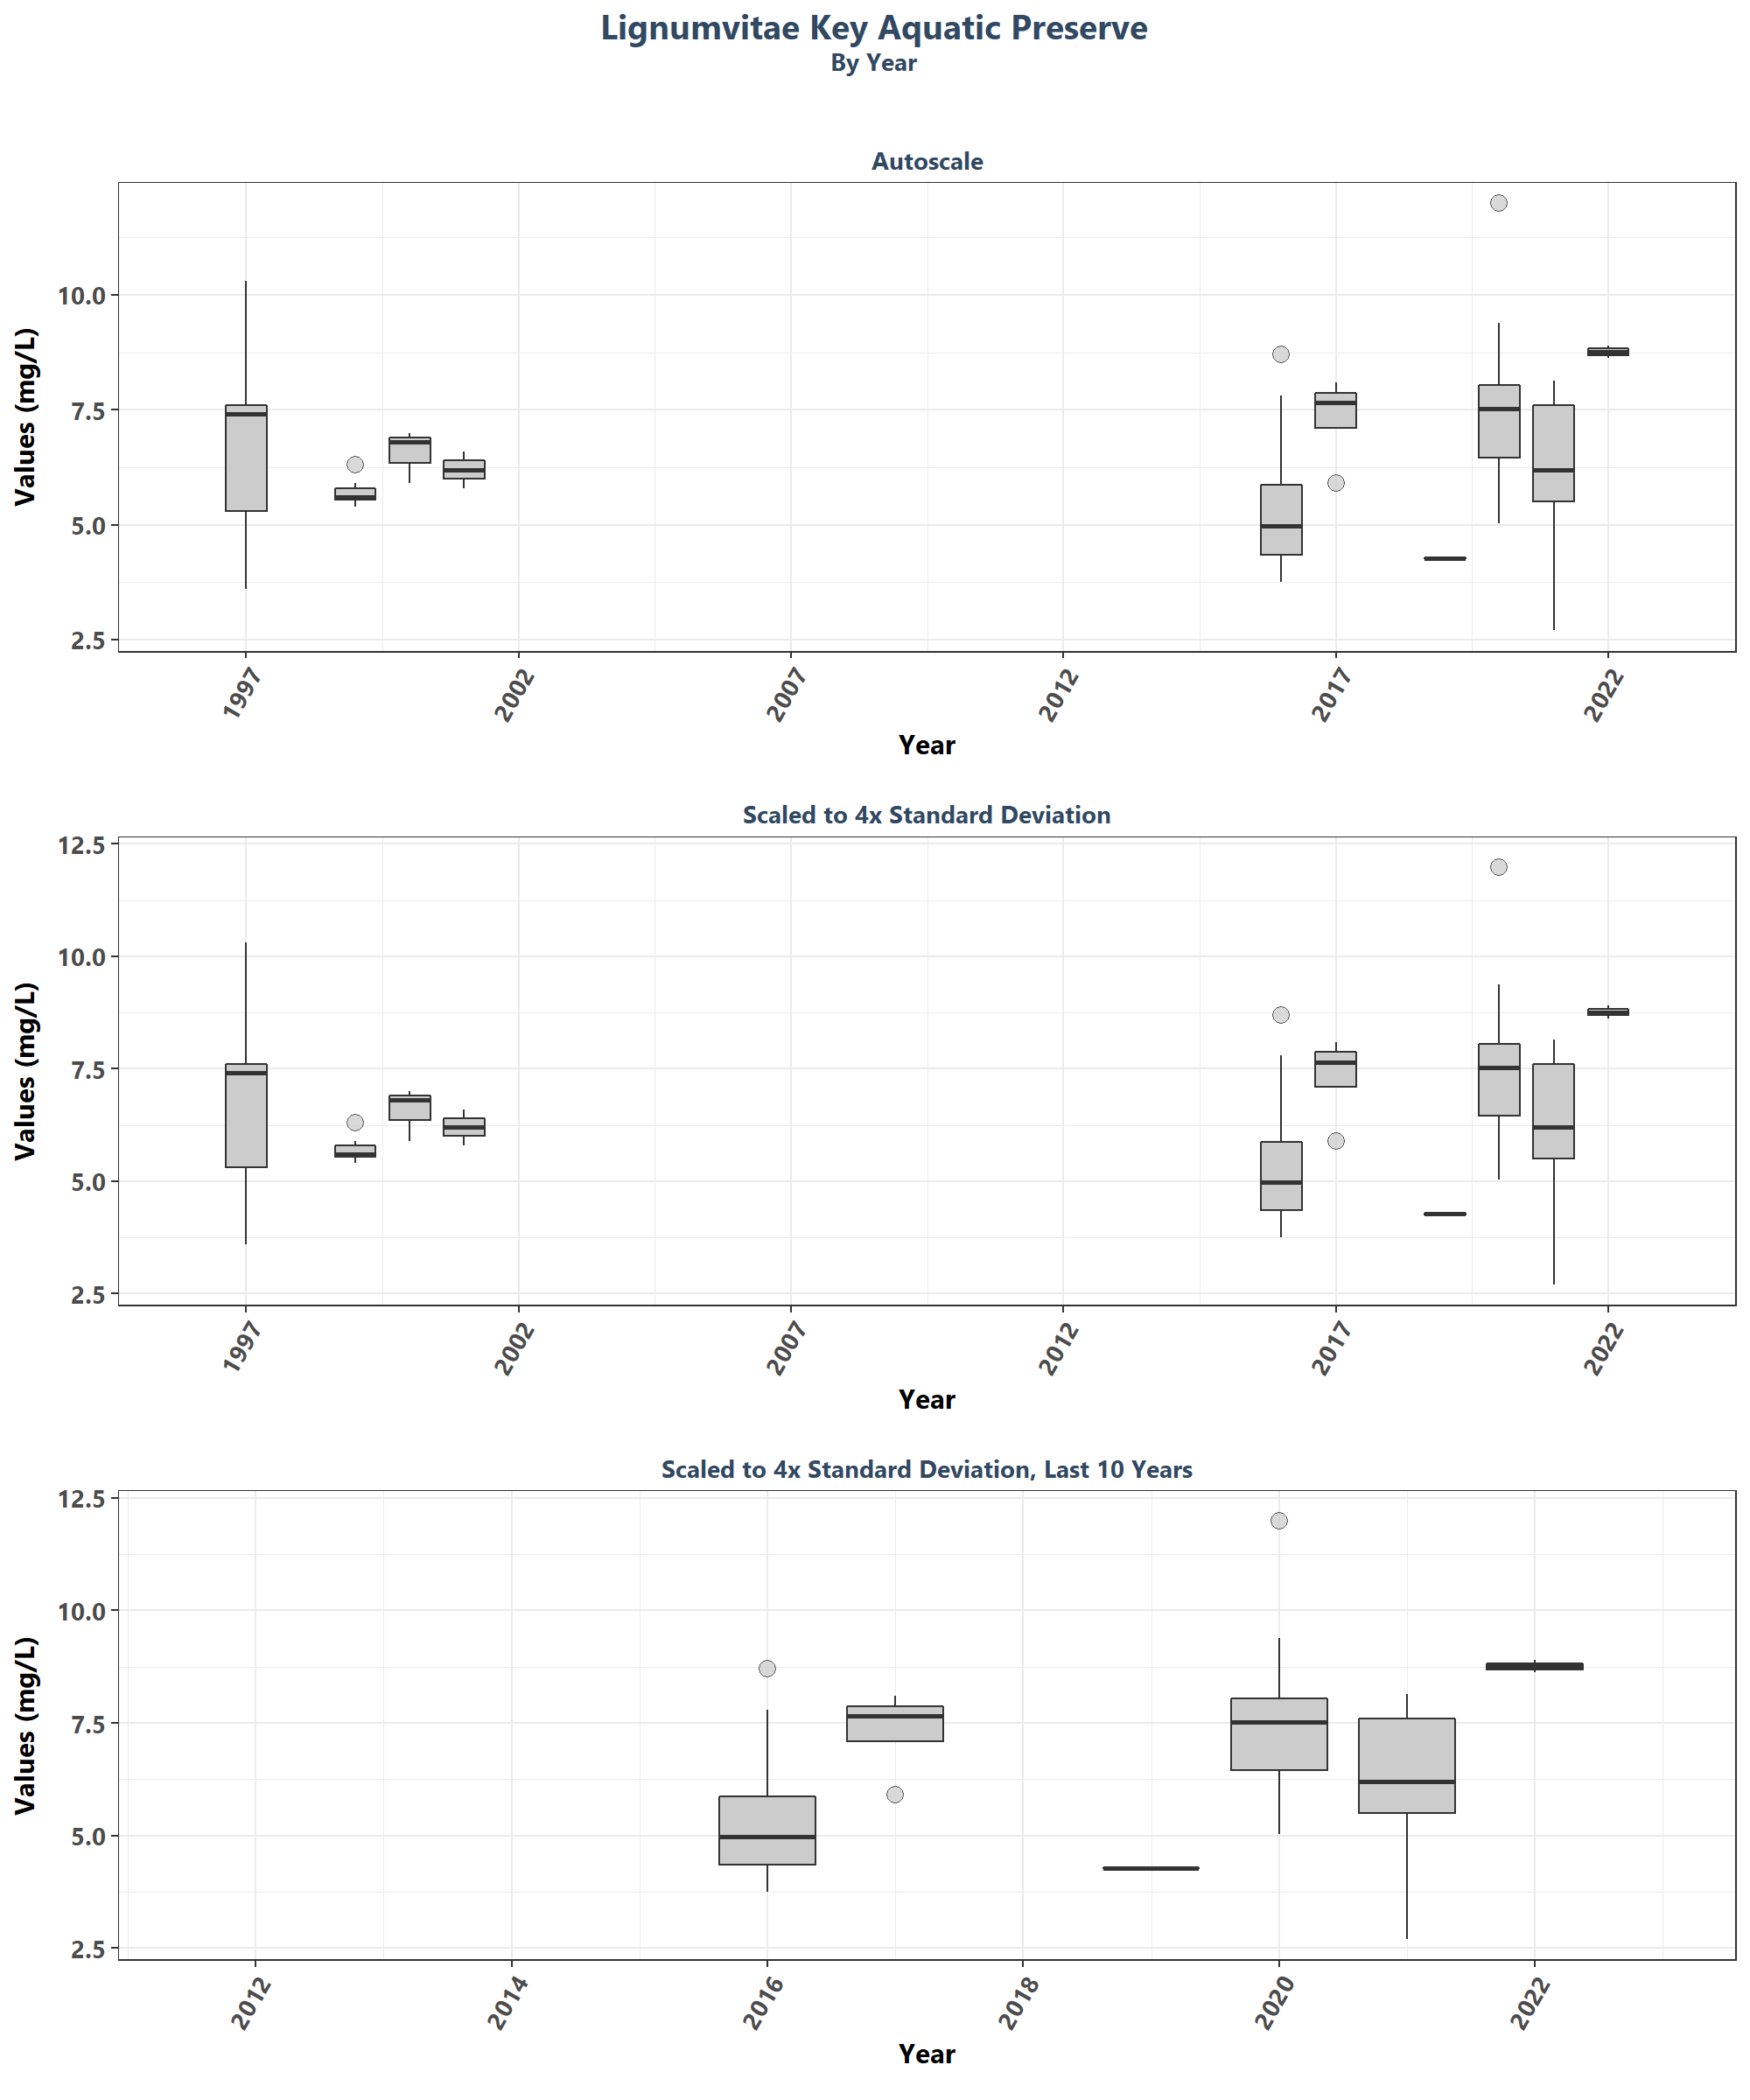 Lignumvitae Key Aquatic Preserve
By Year
Autoscale
Values (mg/L)
10.0
7.5
5.0
2.5
1997 2002 2007 2012 2017 2022
Year
Scaled to 4x Standard Deviation
Values (mg/L)
12.5
10.0
7.5
5.0
2.5
1997 2002 2007 2012 2017 2022
Year
Scaled to 4x Standard Deviation, Last 10 Years
Values (mg/L)
12.5
10.0
7.5
5.0
2.5
2012 2014 2016 2018 2020 2022
Year